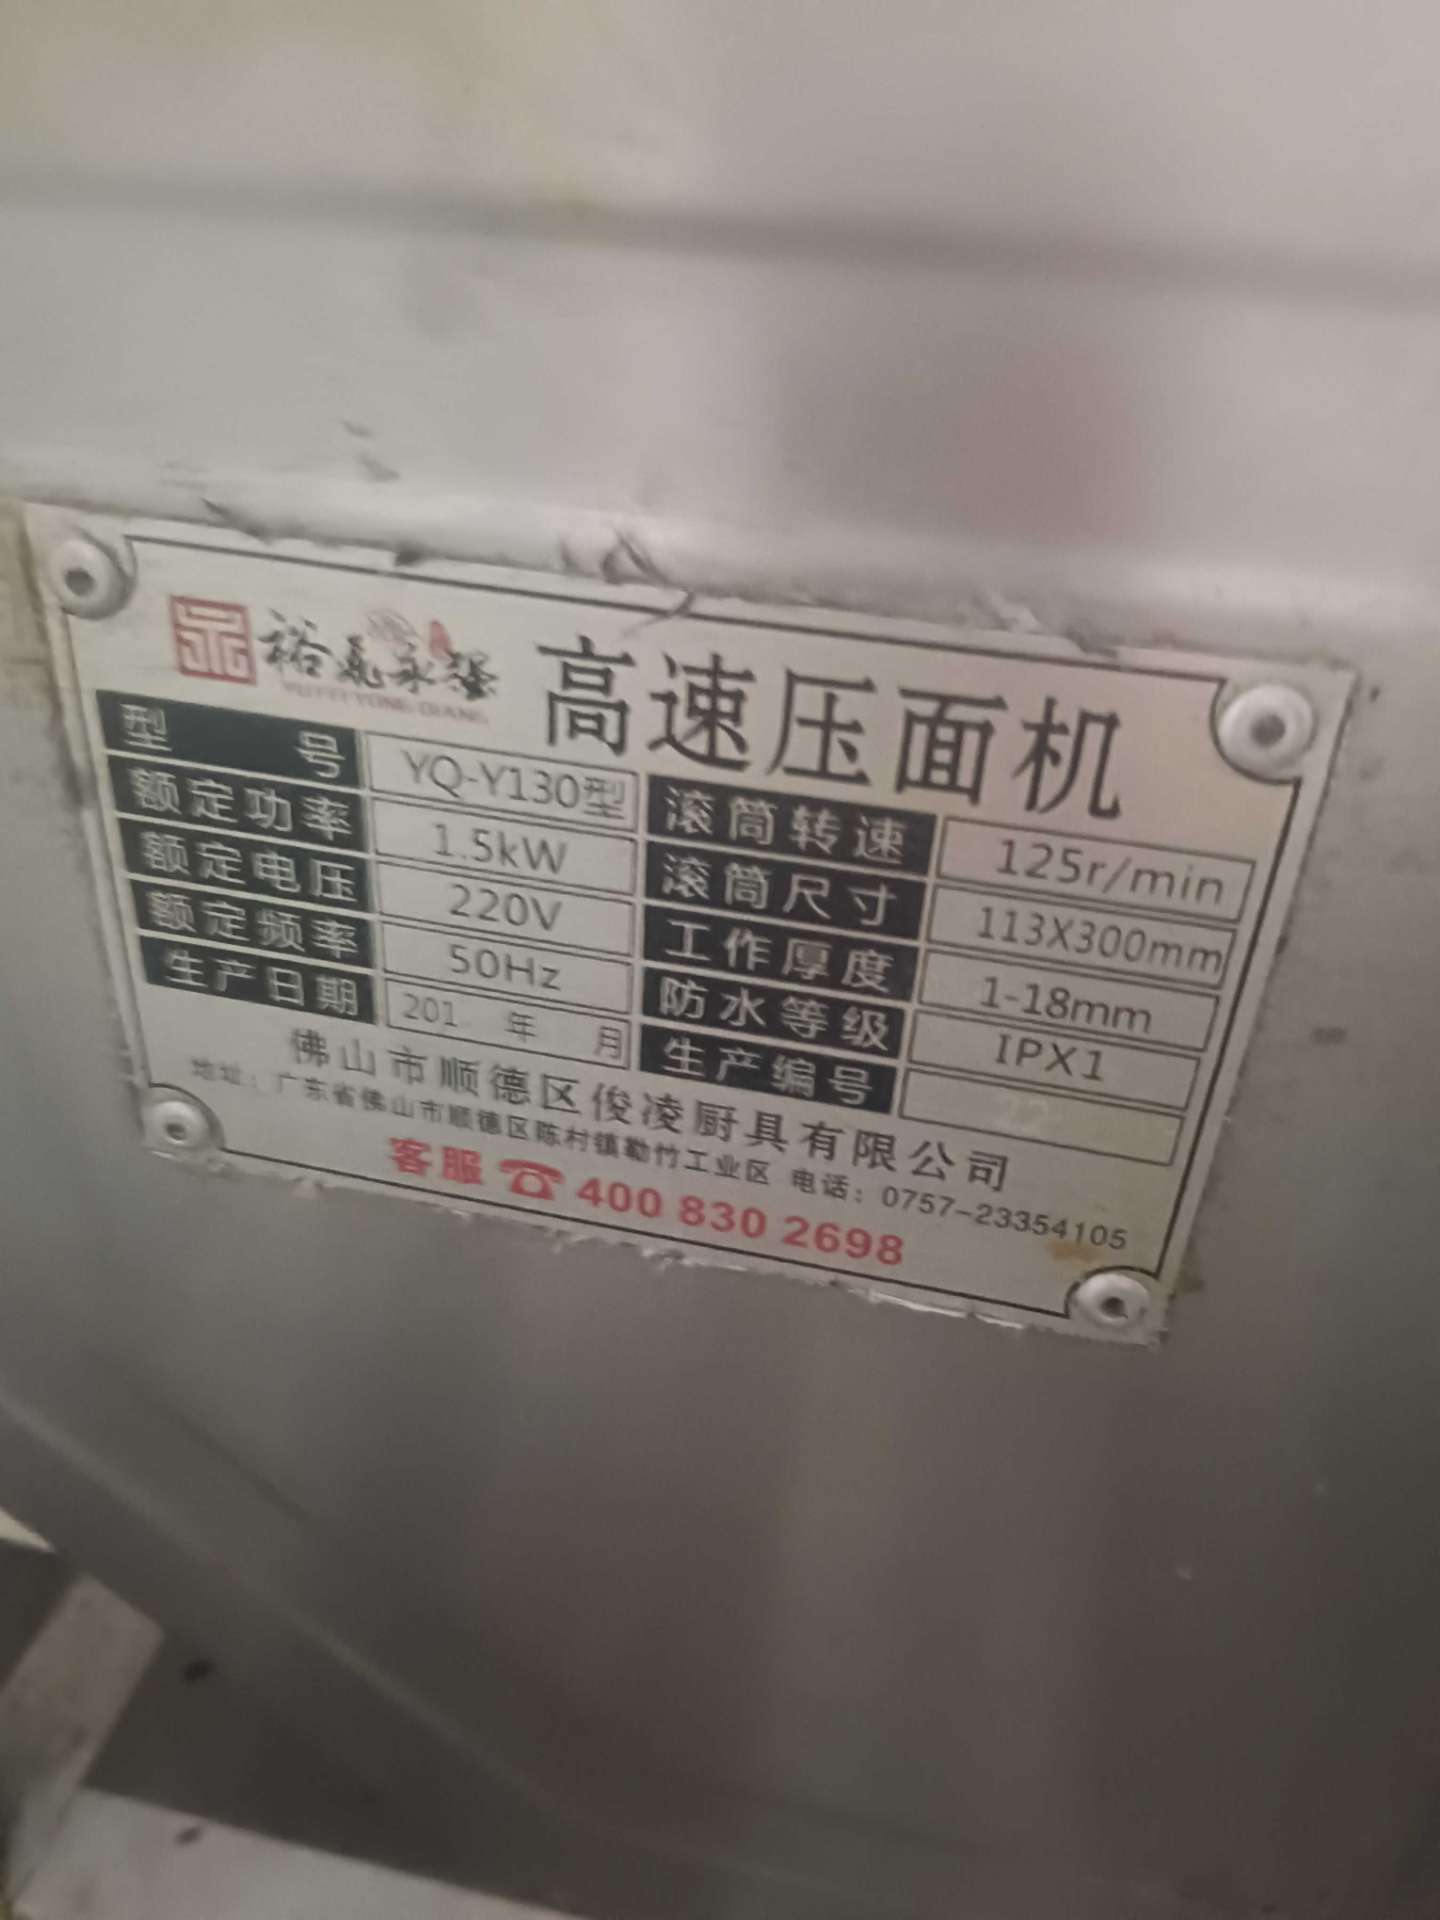 裕氣永强 高速压面机
YU FEI YONG QIANG
型号 YQ-Y130型 滚筒转速 125r/min
额定功率 1.5kW 滚筒尺寸 113X300mm
额定电压 220V 工作厚度 1-18mm
额定频率 50Hz 防水等级 IPX1
生产日期 201 年 月 生产编号
佛山市顺德区俊凌厨具有限公司
地址：广东省佛山市顺德区陈村镇勒竹工业区 电话：0757-23354105
客服☎400 830 2698